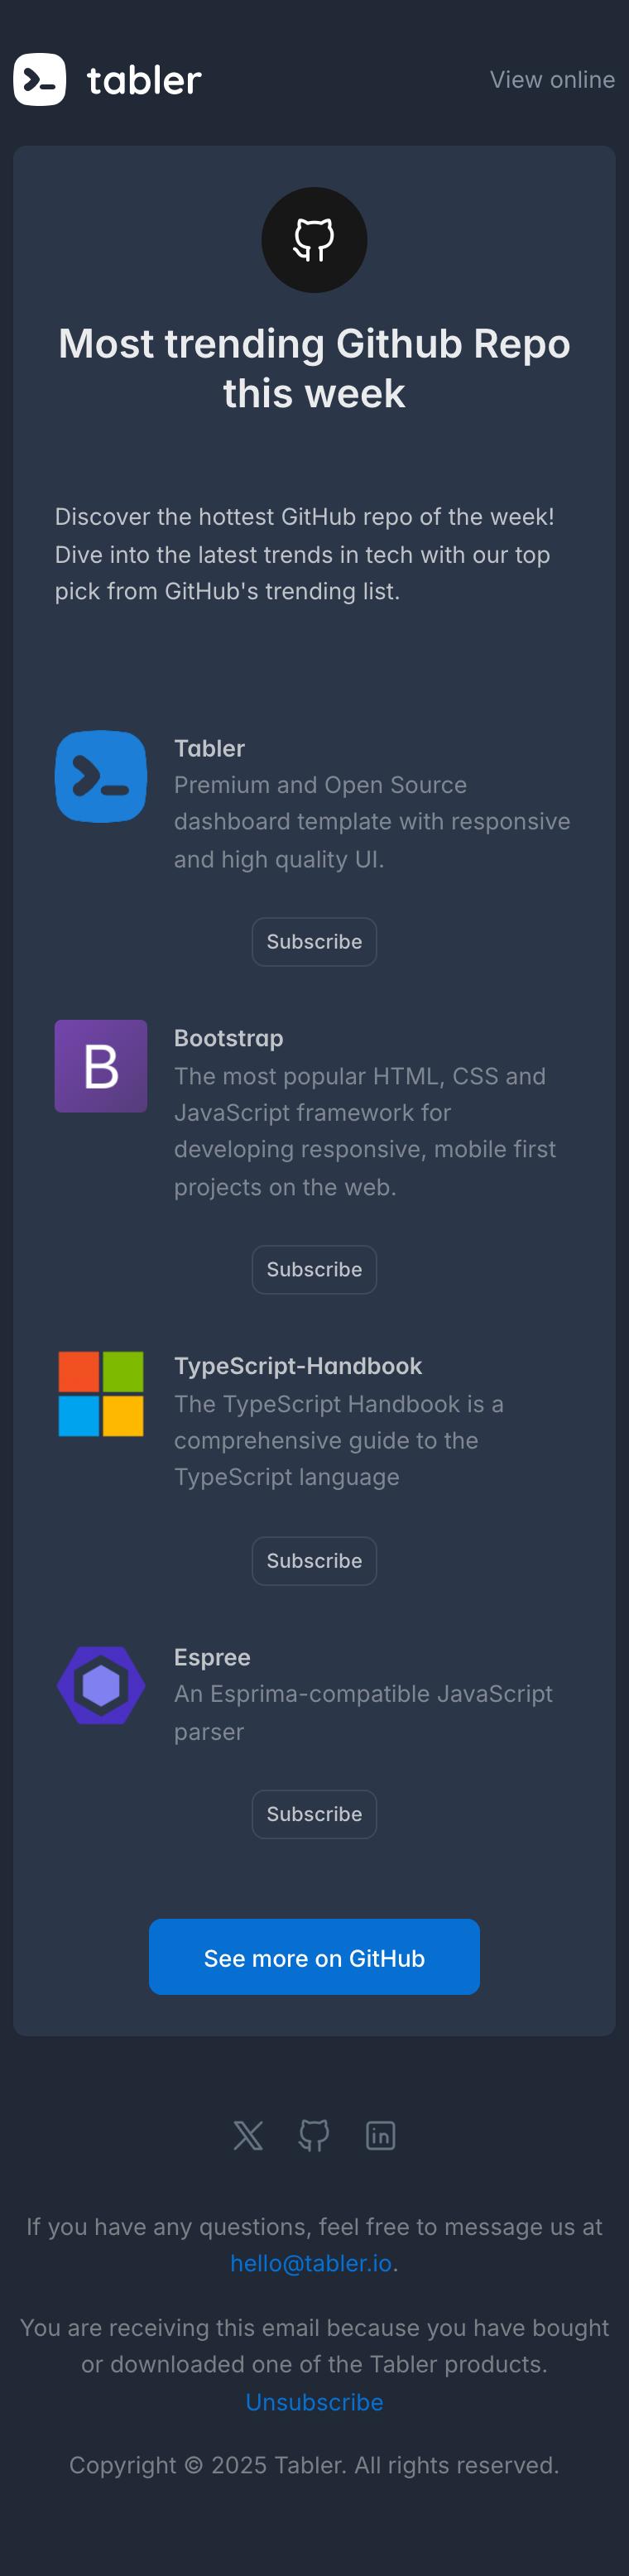 tabler
View online
Most trending Github Repo
this week
Discover the hottest GitHub repo of the week!
Dive into the latest trends in tech with our top
pick from GitHub's trending list.
Tabler
Premium and Open Source
dashboard template with responsive
and high quality UI.
Subscribe
B
Bootstrap
The most popular HTML, CSS and
JavaScript framework for
developing responsive, mobile first
projects on the web.
Subscribe
TypeScript-Handbook
The TypeScript Handbook is a
comprehensive guide to the
TypeScript language
Subscribe
Espree
An Esprima-compatible JavaScript
parser
Subscribe
See more on GitHub
If you have any questions, feel free to message us at
hello@tabler.io.
You are receiving this email because you have bought
or downloaded one of the Tabler products.
Unsubscribe
Copyright © 2025 Tabler. All rights reserved.